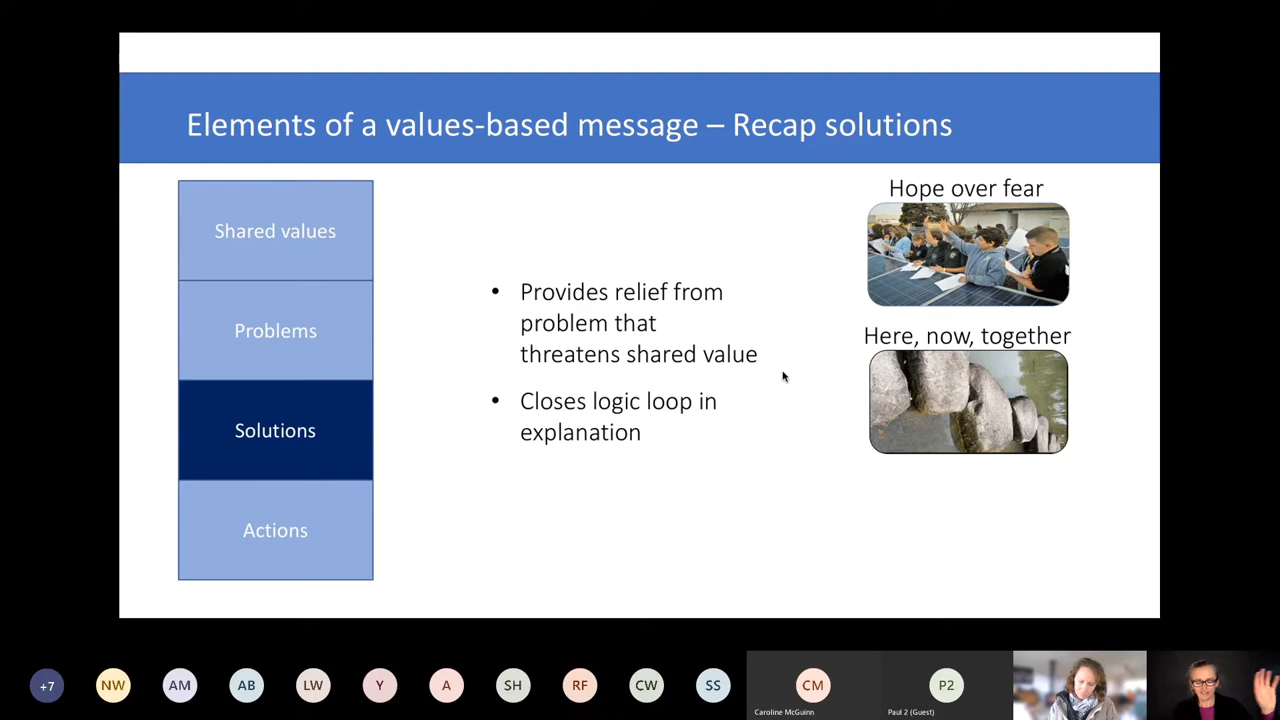 Elements of a values-based message – Recap solutions
Shared values
Problems
Solutions
Actions
• Provides relief from
problem that
threatens shared value
• Closes logic loop in
explanation
Hope over fear
Here, now, together
+7
NW
AM
AB
LW
Y
A
SH
RF
CW
SS
CM
Caroline McGuinn
P2
Paul 2 (Guest)